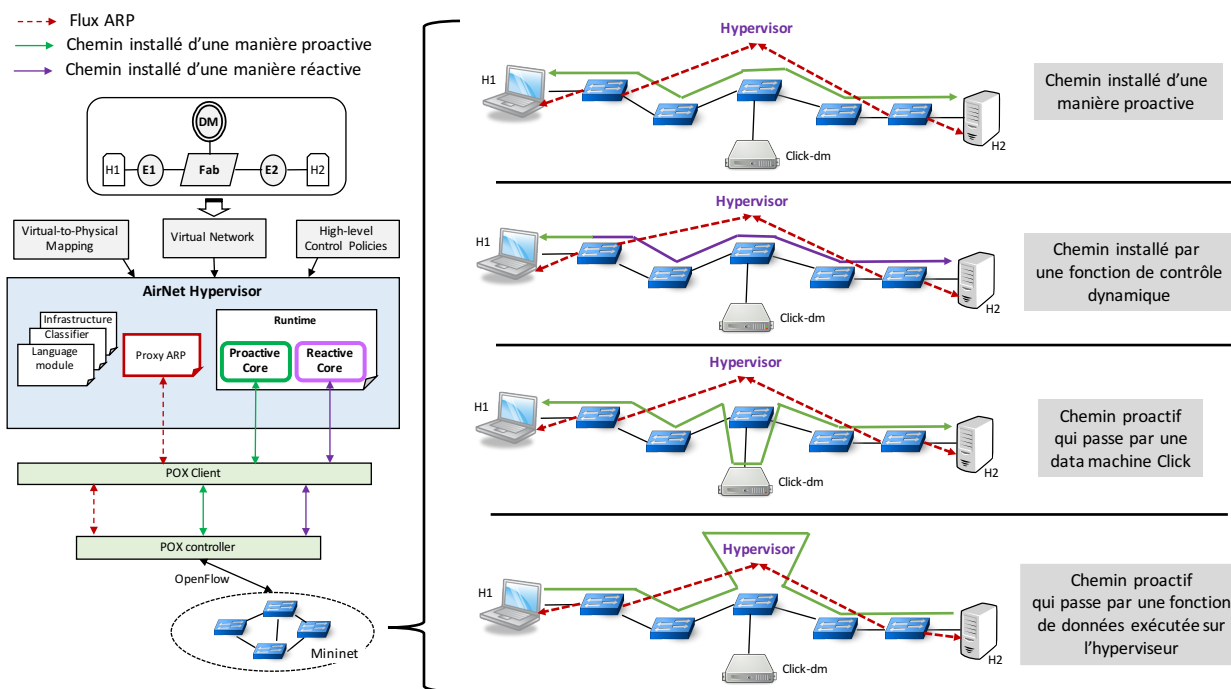 Flux ARP
Chemin installé d'une manière proactive
Chemin installé d'une manière réactive
DM
H1
E1
Fab
E2
H2
Virtual-to-Physical
Mapping
Virtual Network
High-level
Control Policies
AirNet Hypervisor
Infrastructure
Classifier
Language
module
Proxy ARP
Runtime
Proactive
Core
Reactive
Core
POX Client
POX controller
OpenFlow
Mininet
Hypervisor
H1
Click-dm
H2
Chemin installé d'une
manière proactive
Hypervisor
H1
Click-dm
H2
Chemin installé par
une fonction de contrôle
dynamique
Hypervisor
H1
Click-dm
H2
Chemin proactif
qui passe par une
data machine Click
Hypervisor
H1
Click-dm
H2
Chemin proactif
qui passe par une fonction
de données exécutée sur
l'hyperviseur